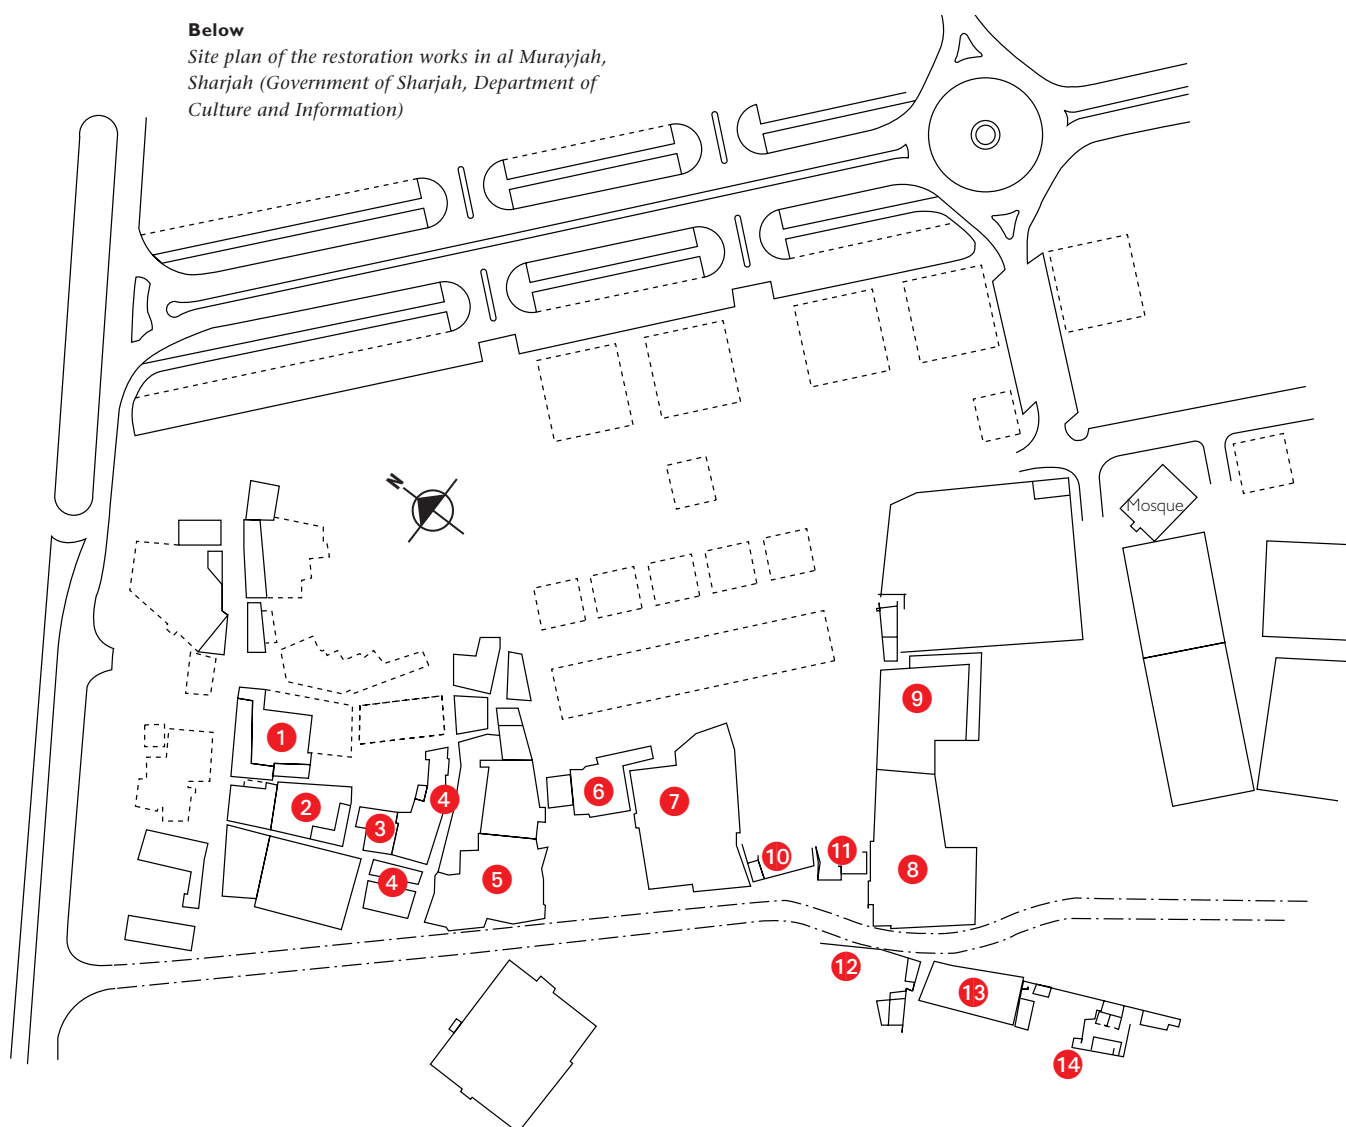 Below
Site plan of the restoration works in al Murayjah,
Sharjah (Government of Sharjah, Department of
Culture and Information)
N
Mosque
1
2
3
4
4
5
6
7
8
9
10
11
12
13
14